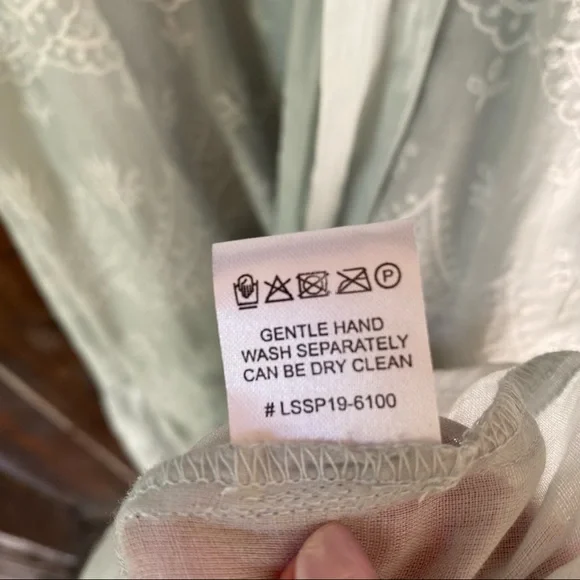 P
GENTLE HAND
WASH SEPARATELY
CAN BE DRY CLEAN
# LSSP19-6100